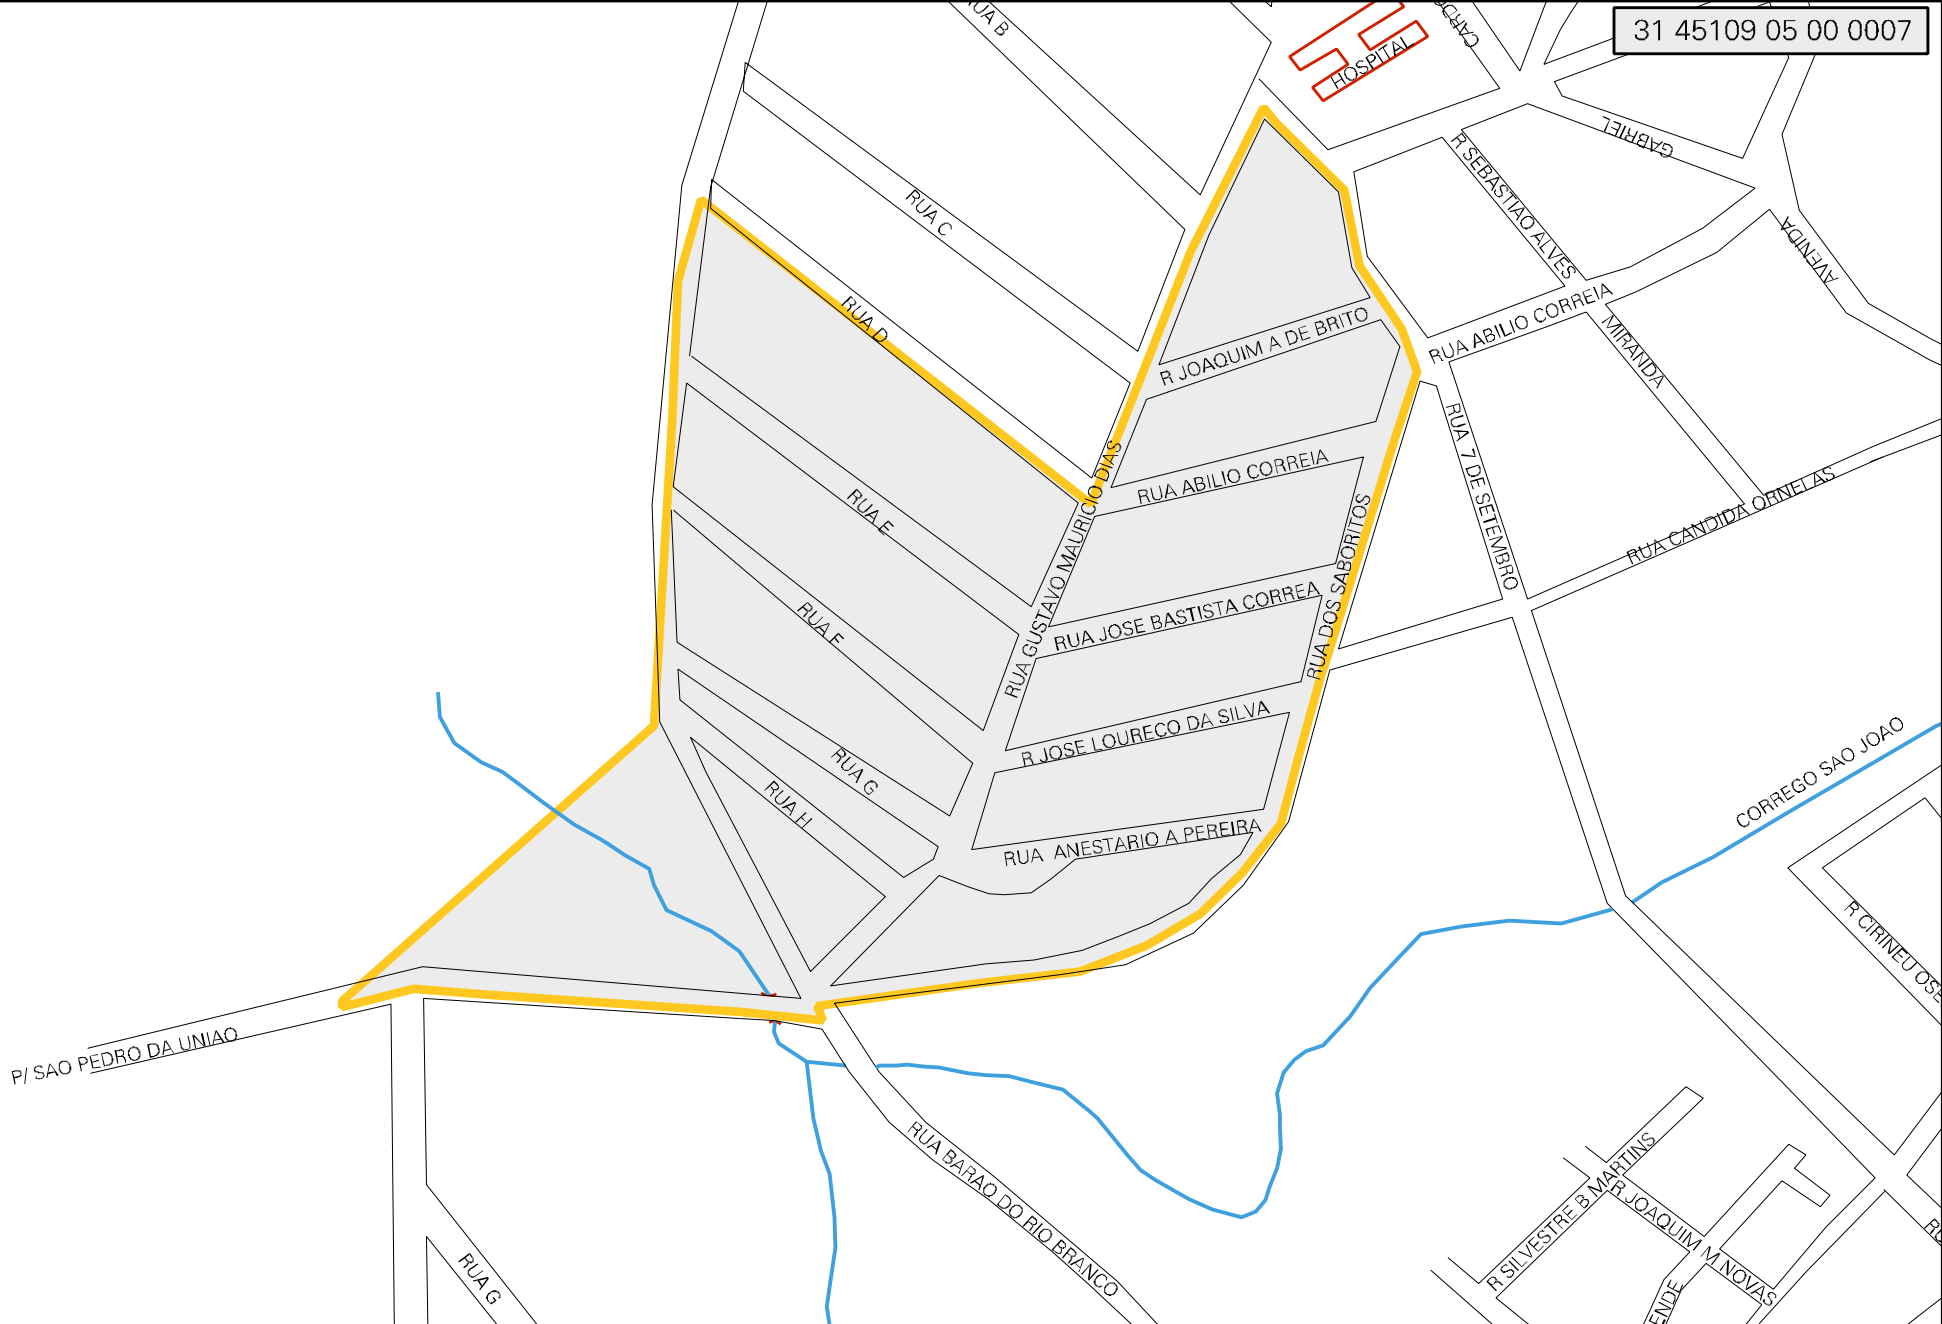 31 45109 05 00 0007
RUA B
HOSPITAL
GABRIEL
R SEBASTIAO ALVES
RUA C
AVENIDA
RUA D
R JOAQUIM A DE BRITO
RUA ABILIO CORREIA
MIRANDA
RUA 7 DE SETEMBRO
RUA ABILIO CORREIA
RUA CANDIDA ORNELAS
RUA E
RUA GUSTAVO MAURICIO DIAS
RUA DOS SABORITOS
RUA JOSE BASTISTA CORREA
RUA F
R JOSE LOURECO DA SILVA
RUA G
RUA H
CORREGO SAO JOAO
RUA ANESTARIO A PEREIRA
R CIRINEU OSE
P/ SAO PEDRO DA UNIAO
RUA BARAO DO RIO BRANCO
R SILVESTRE B MARTINS
R JOAQUIM M NOVAS
RUA G
ENDE